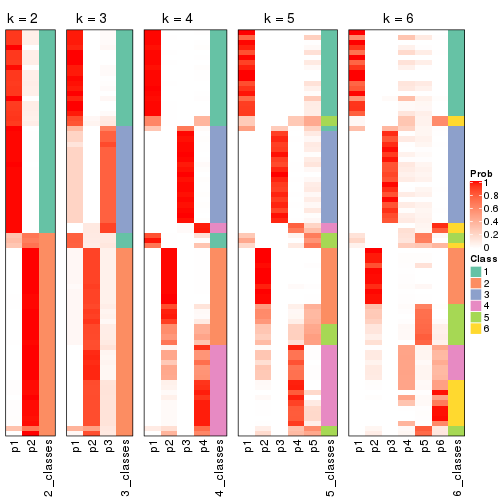 k = 2
k = 3
k = 4
k = 5
k = 6
p1
p2
2_classes
p1
p2
p3
3_classes
p1
p2
p3
p4
4_classes
p1
p2
p3
p4
p5
5_classes
p1
p2
p3
p4
p5
p6
6_classes
Prob
1
0.8
0.6
0.4
0.2
0
Class
1
2
3
4
5
6